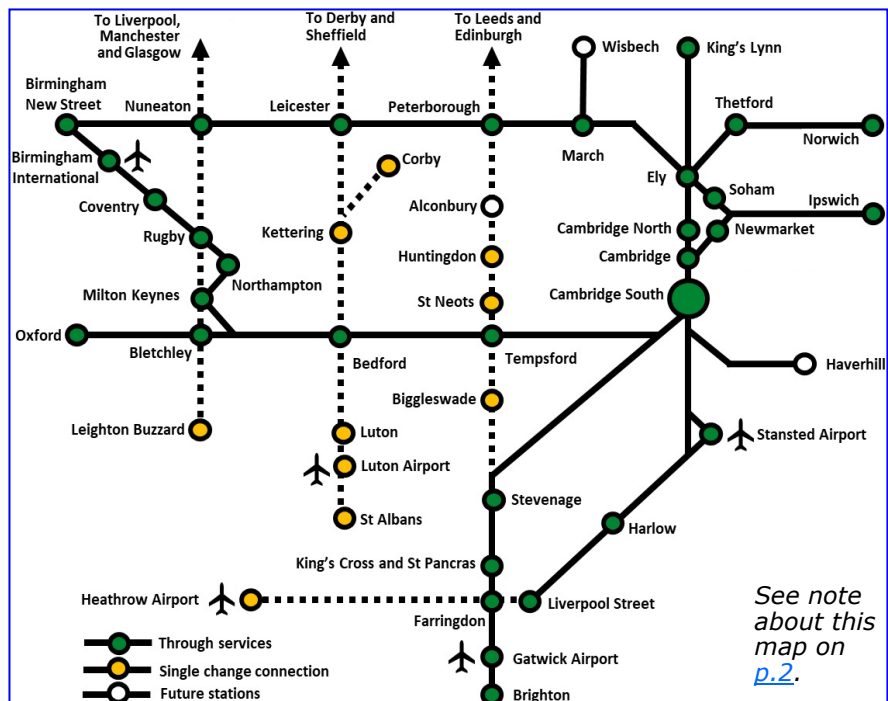 To Liverpool,
Manchester
and Glasgow
To Derby and
Sheffield
To Leeds and
Edinburgh
Wisbech
King's Lynn
Birmingham
New Street
Nuneaton
Leicester
Peterborough
Thetford
March
Norwich
Birmingham
International
Corby
Ely
Soham
Coventry
Alconbury
Ipswich
Rugby
Kettering
Cambridge North
Newmarket
Huntingdon
Cambridge
Northampton
Milton Keynes
St Neots
Cambridge South
Oxford
Bletchley
Bedford
Tempsford
Haverhill
Biggleswade
Leighton Buzzard
Luton
Stansted Airport
Luton Airport
Stevenage
St Albans
Harlow
King's Cross and St Pancras
Heathrow Airport
Liverpool Street
Farringdon
See note
about this
map on
p.2.
Through services
Gatwick Airport
Single change connection
Future stations
Brighton